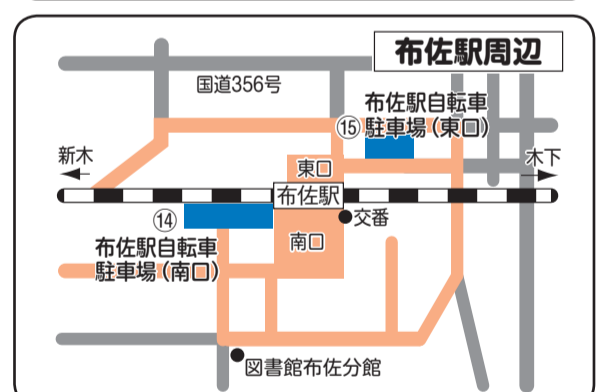 布佐駅周辺
国道356号
布佐駅自転車
⑮ 駐車場（東口）
新木
木下
東口
布佐駅
交番
⑭
南口
布佐駅自転車
駐車場（南口）
図書館布佐分館